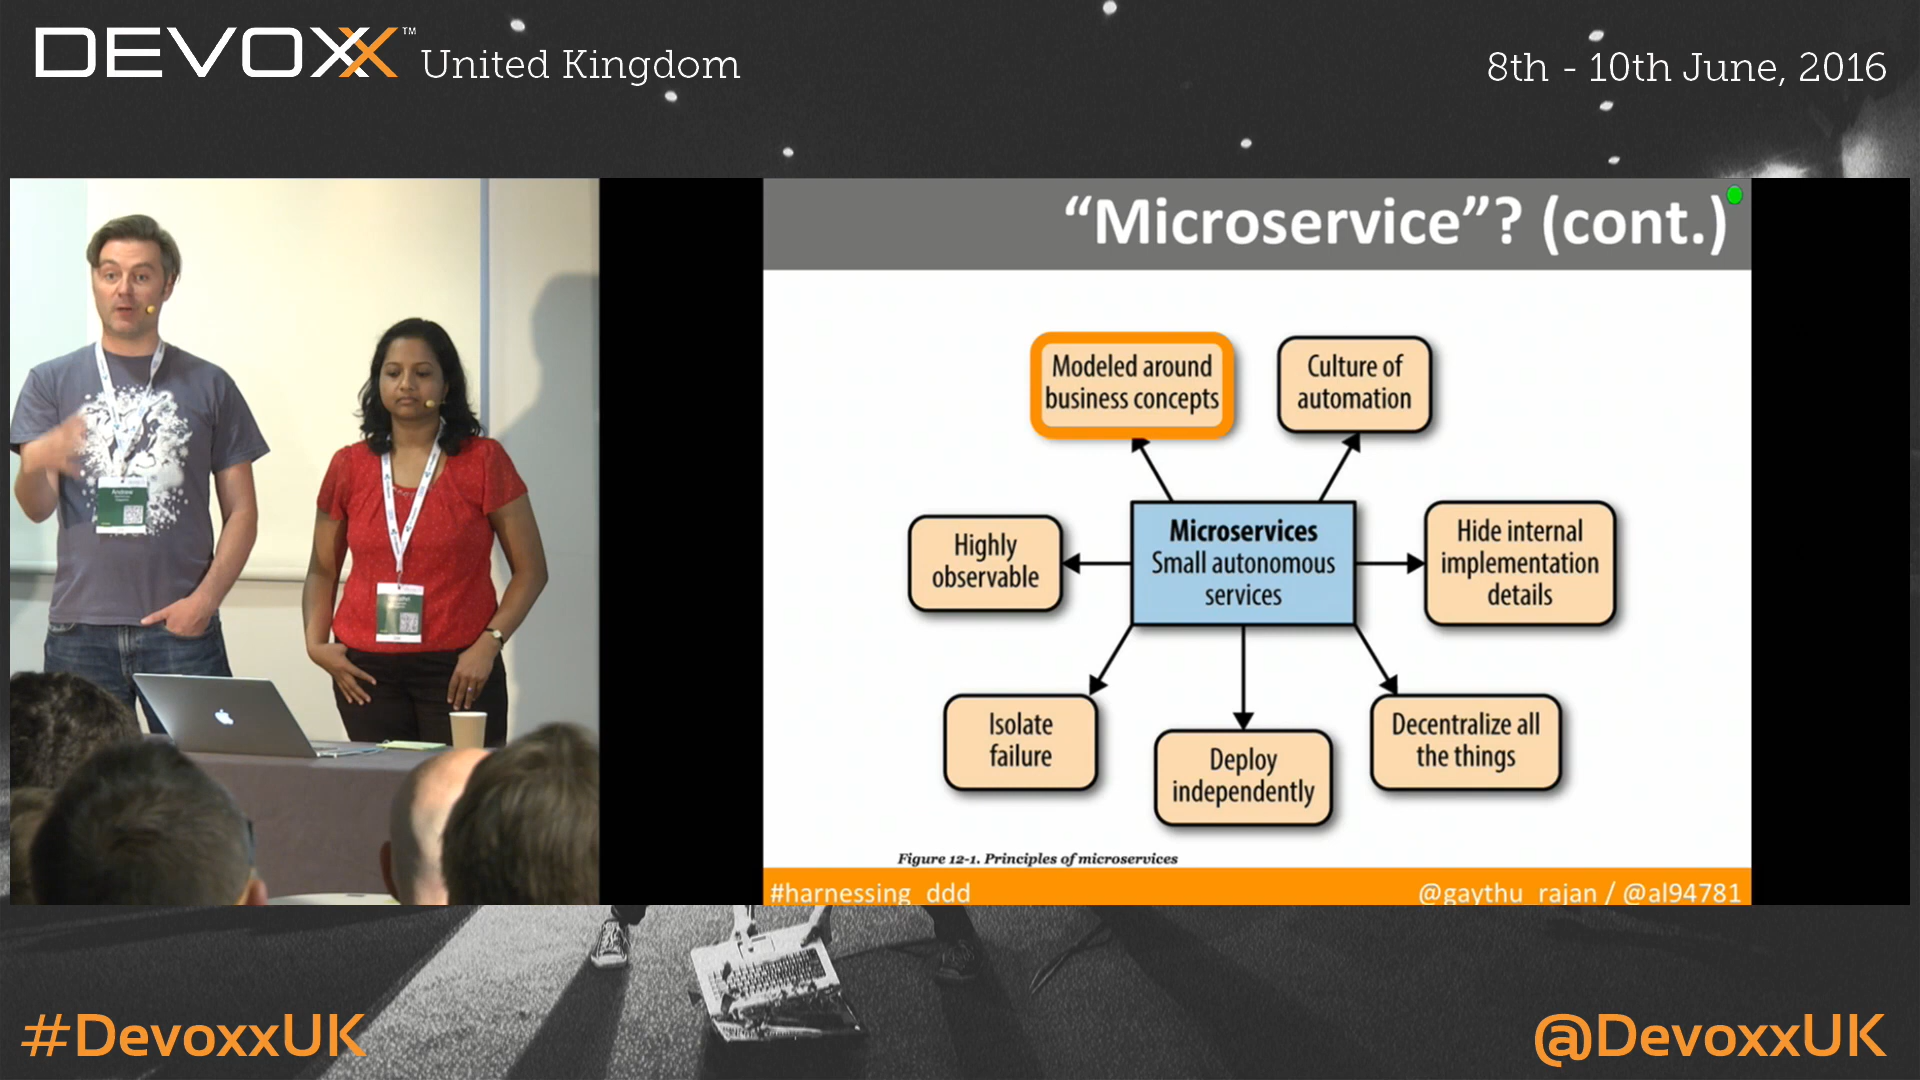 DEVOXX™ United Kingdom
8th - 10th June, 2016
“Microservice”? (cont.)
Modeled around
business concepts
Culture of
automation
Highly
observable
Microservices
Small autonomous
services
Hide internal
implementation
details
Isolate
failure
Deploy
independently
Decentralize all
the things
Figure 12-1. Principles of microservices
#harnessing_ddd
@gaythu_rajan / @al94781
Andrew
#DevoxxUK
@DevoxxUK